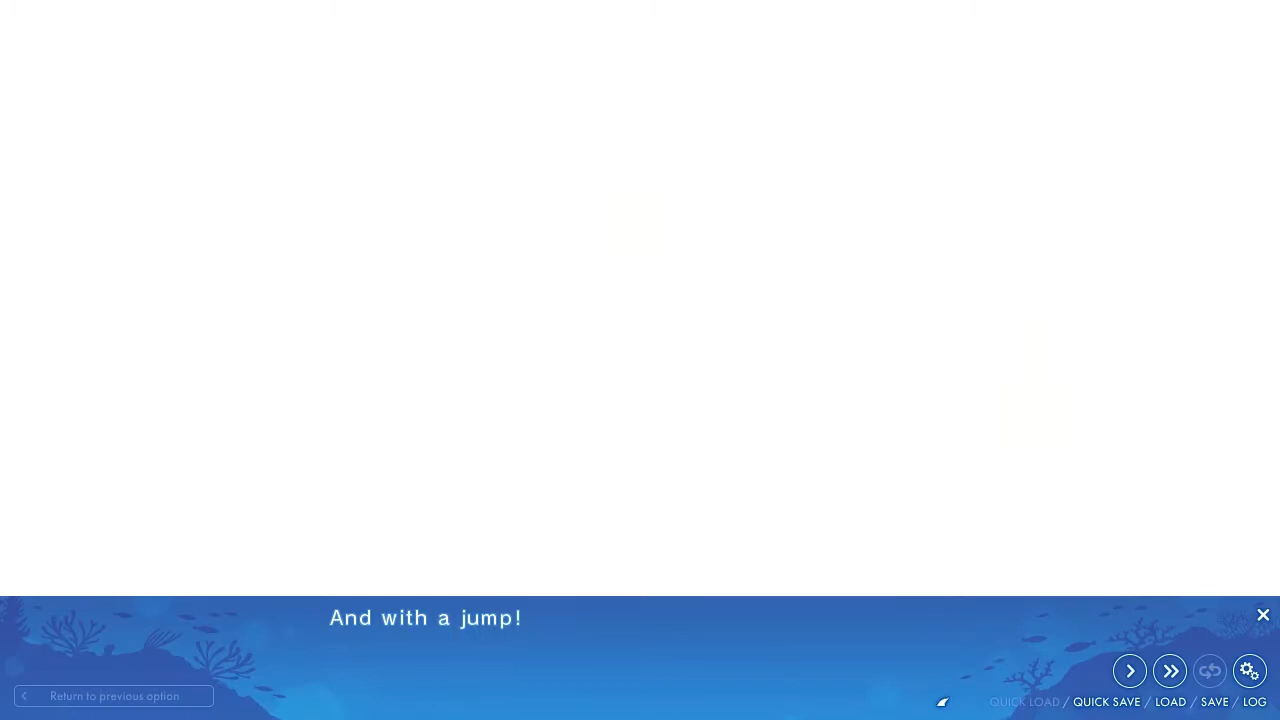 And with a jump!
Return to previous option
QUICK LOAD / QUICK SAVE / LOAD / SAVE / LOG